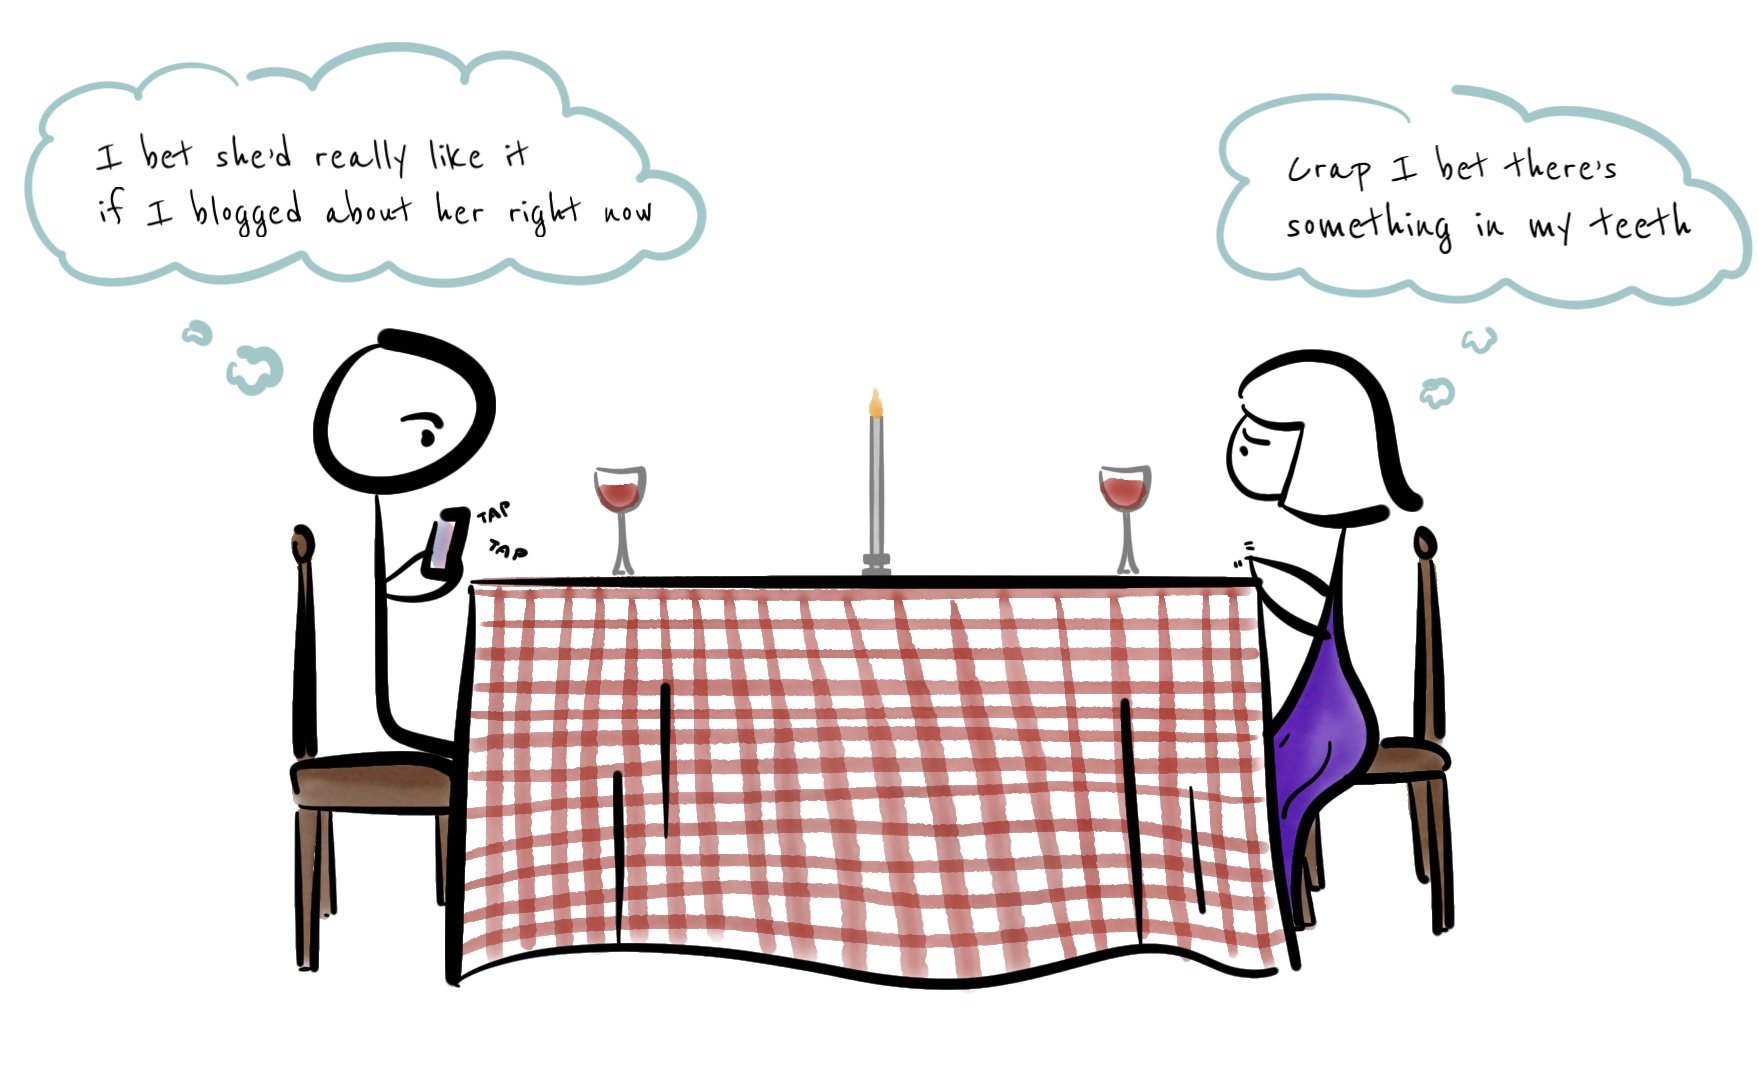 I bet she'd really like it
if I blogged about her right now
Crap I bet there's
something in my teeth
TAP
TAP